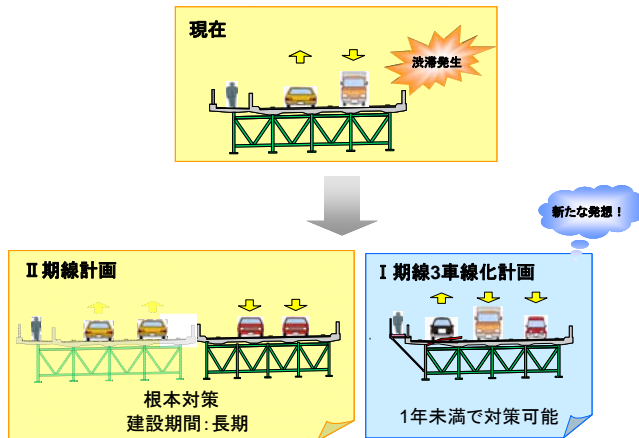 現在
渋滞発生
新たな発想！
Ⅱ期線計画
根本対策
建設期間：長期
Ⅰ期線3車線化計画
1年未満で対策可能